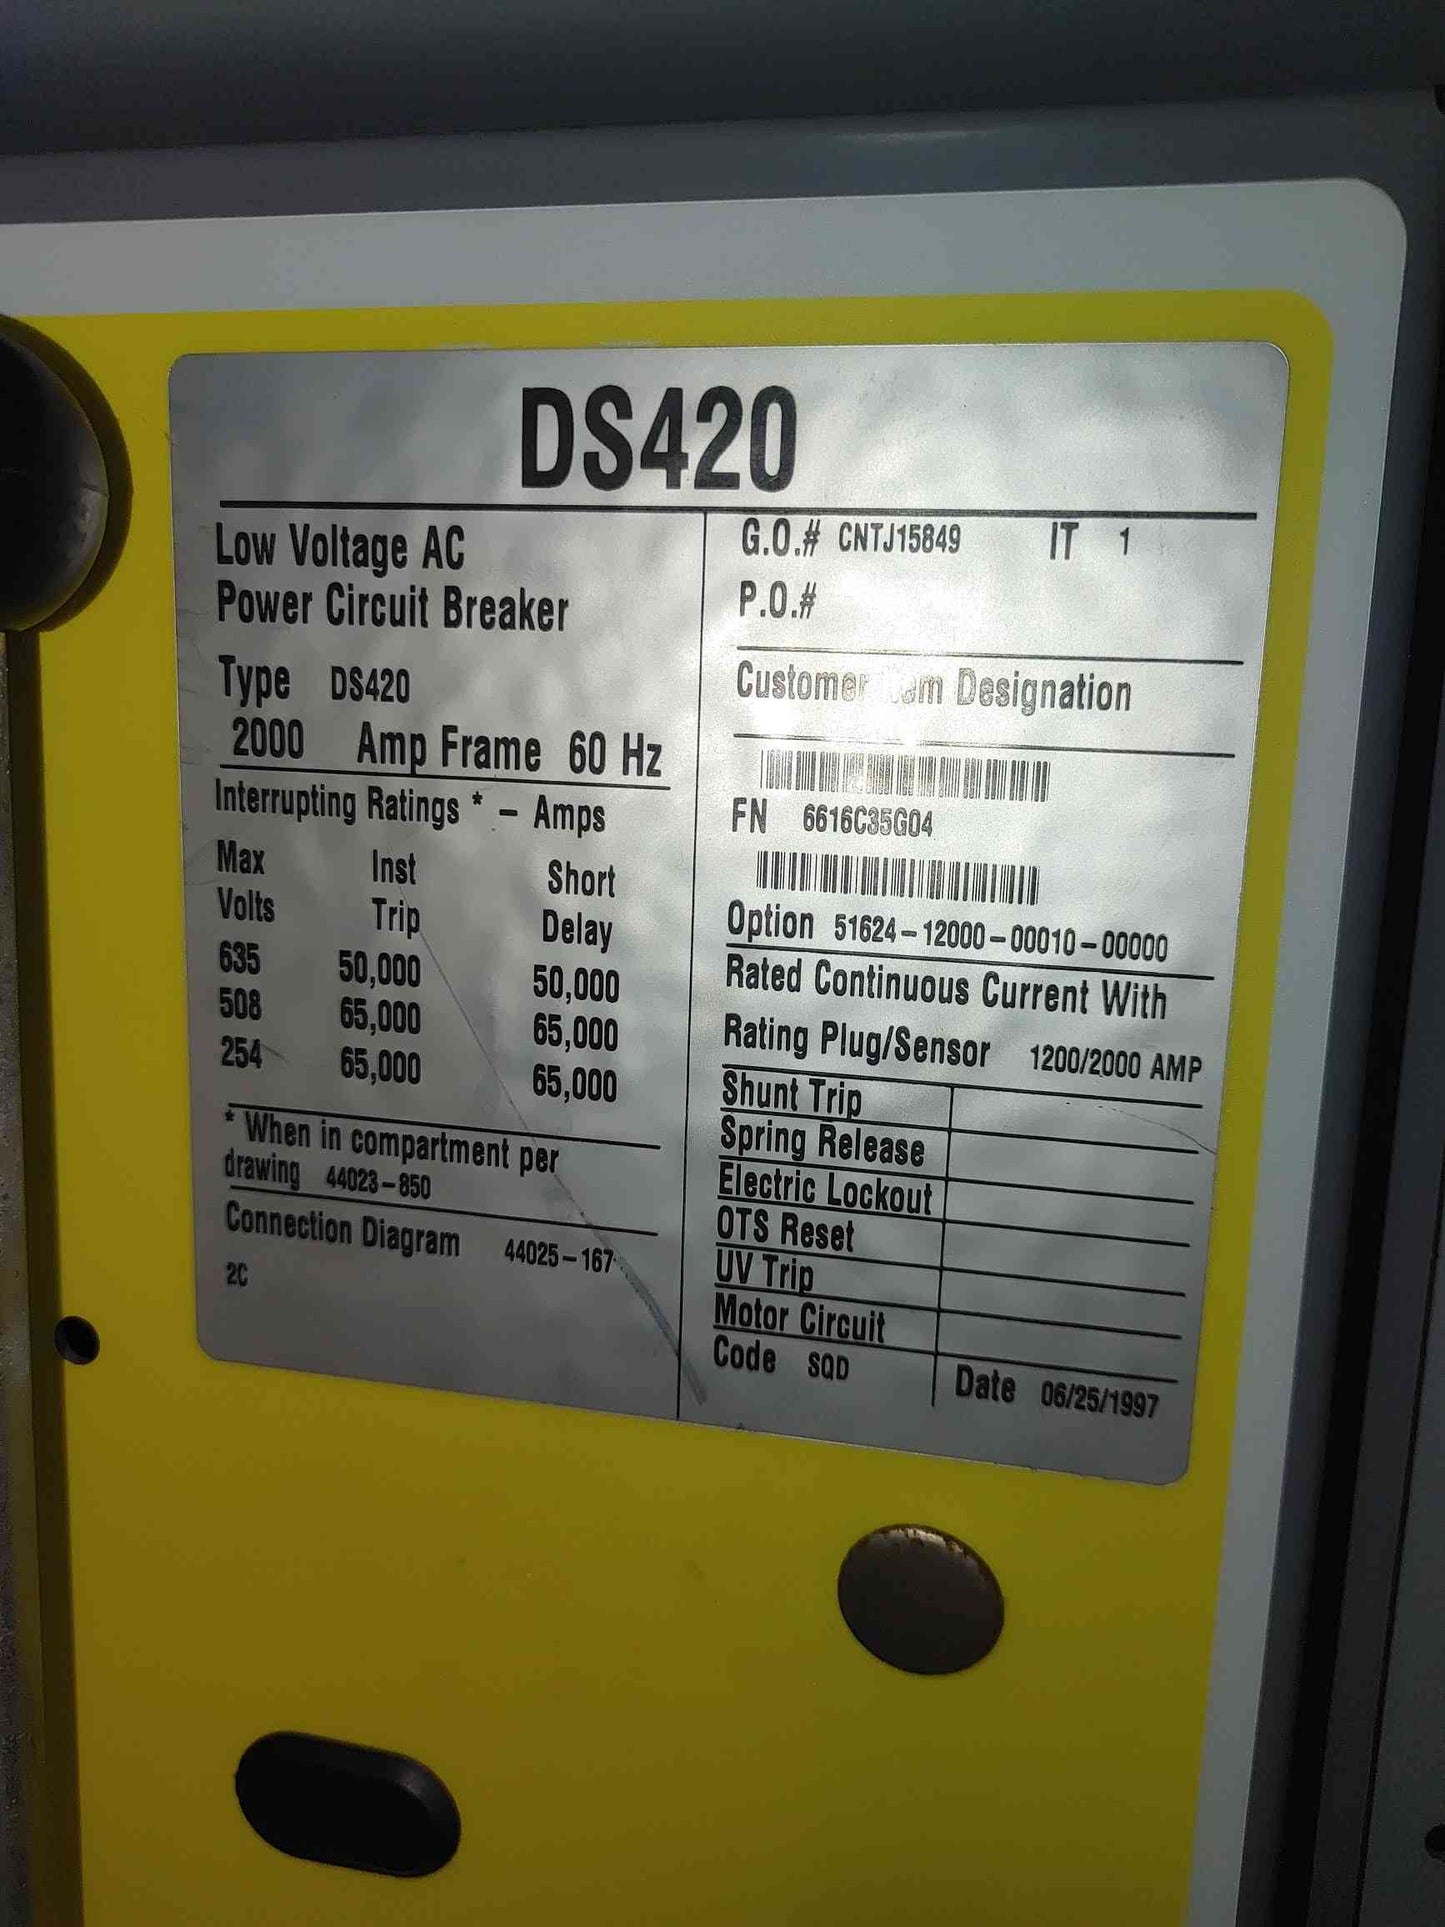 DS420
Low Voltage AC
Power Circuit Breaker
Type DS420
2000 Amp Frame 60 Hz
Interrupting Ratings * – Amps
Max Inst Short
Volts Trip Delay
635 50,000 50,000
508 65,000 65,000
254 65,000 65,000
* When in compartment per
drawing 44023-850
Connection Diagram 44025-167
2C
G.O.# CNTJ15849 IT 1
P.O.#
Customer Item Designation
FN 6616C35G04
Option 51624-12000-00010-00000
Rated Continuous Current With
Rating Plug/Sensor 1200/2000 AMP
Shunt Trip
Spring Release
Electric Lockout
OTS Reset
UV Trip
Motor Circuit
Code SQD Date 06/25/1997